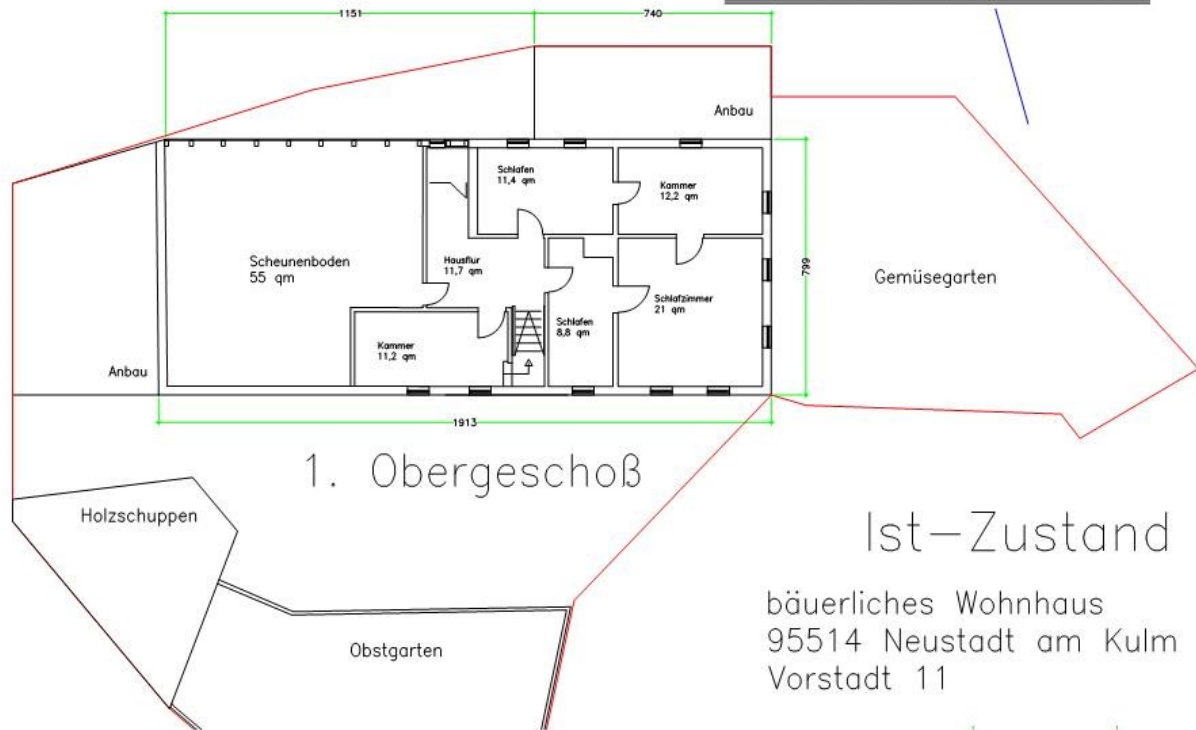 1151
740
Anbau
Schlafen
11,4 qm
Kammer
12,2 qm
Scheunenboden
55 qm
Hausflur
11,7 qm
799
Gemüsegarten
Schlafzimmer
21 qm
Schlafen
8,8 qm
Kammer
11,2 qm
Anbau
1913
1. Obergeschoß
Holzschuppen
Ist-Zustand
bäuerliches Wohnhaus
95514 Neustadt am Kulm
Vorstadt 11
Obstgarten